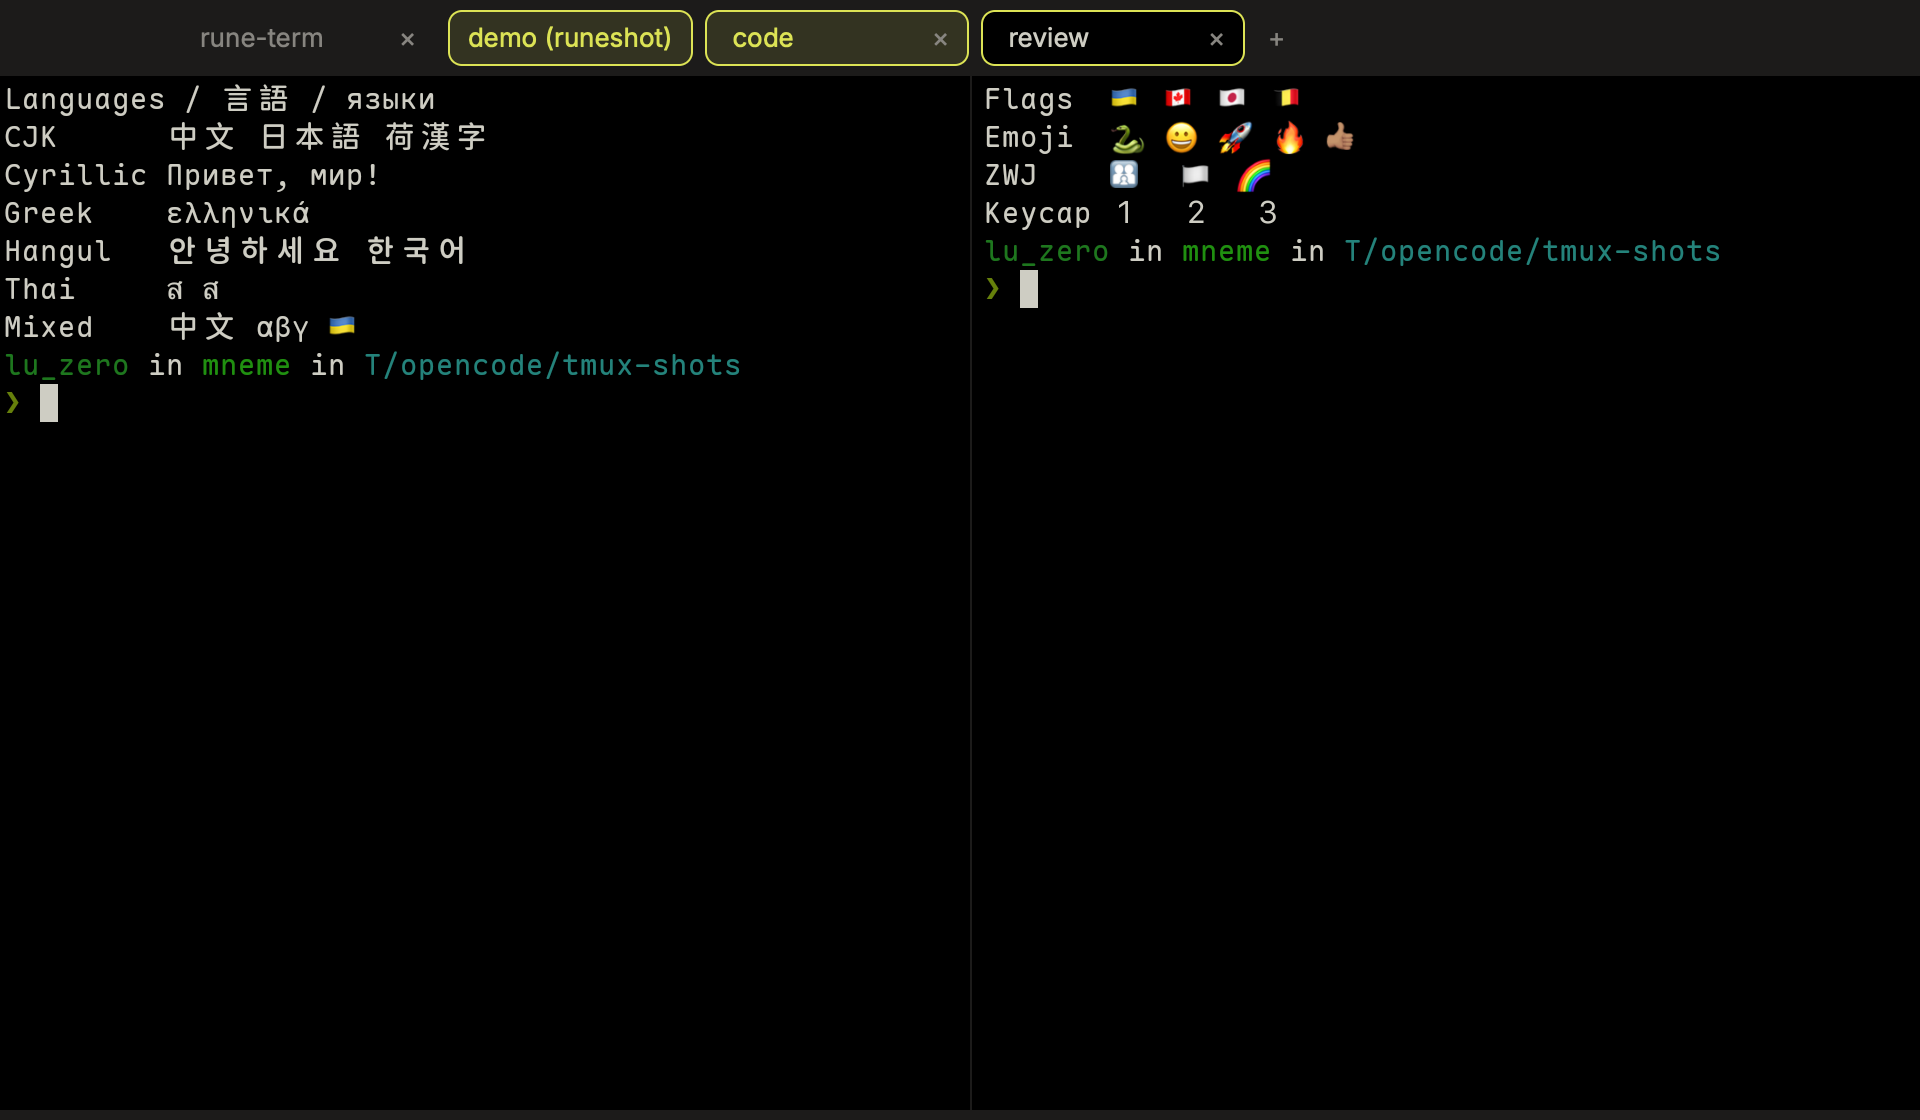 rune-term × demo (runeshot) code × review × +
Languages / 言語 / языки
CJK 中文 日本語 荷漢字
Cyrillic Привет, мир!
Greek ελληνικά
Hangul 안녕하세요 한국어
Thai ส ส
Mixed 中文 αβγ 🇺🇦
lu_zero in mneme in T/opencode/tmux-shots
❯
Flags 🇺🇦 🇨🇦 🇯🇵 🇧🇪
Emoji 🐍 😀 🚀 🔥 👍🏽
ZWJ 👪 🏳 🌈
Keycap 1 2 3
lu_zero in mneme in T/opencode/tmux-shots
❯